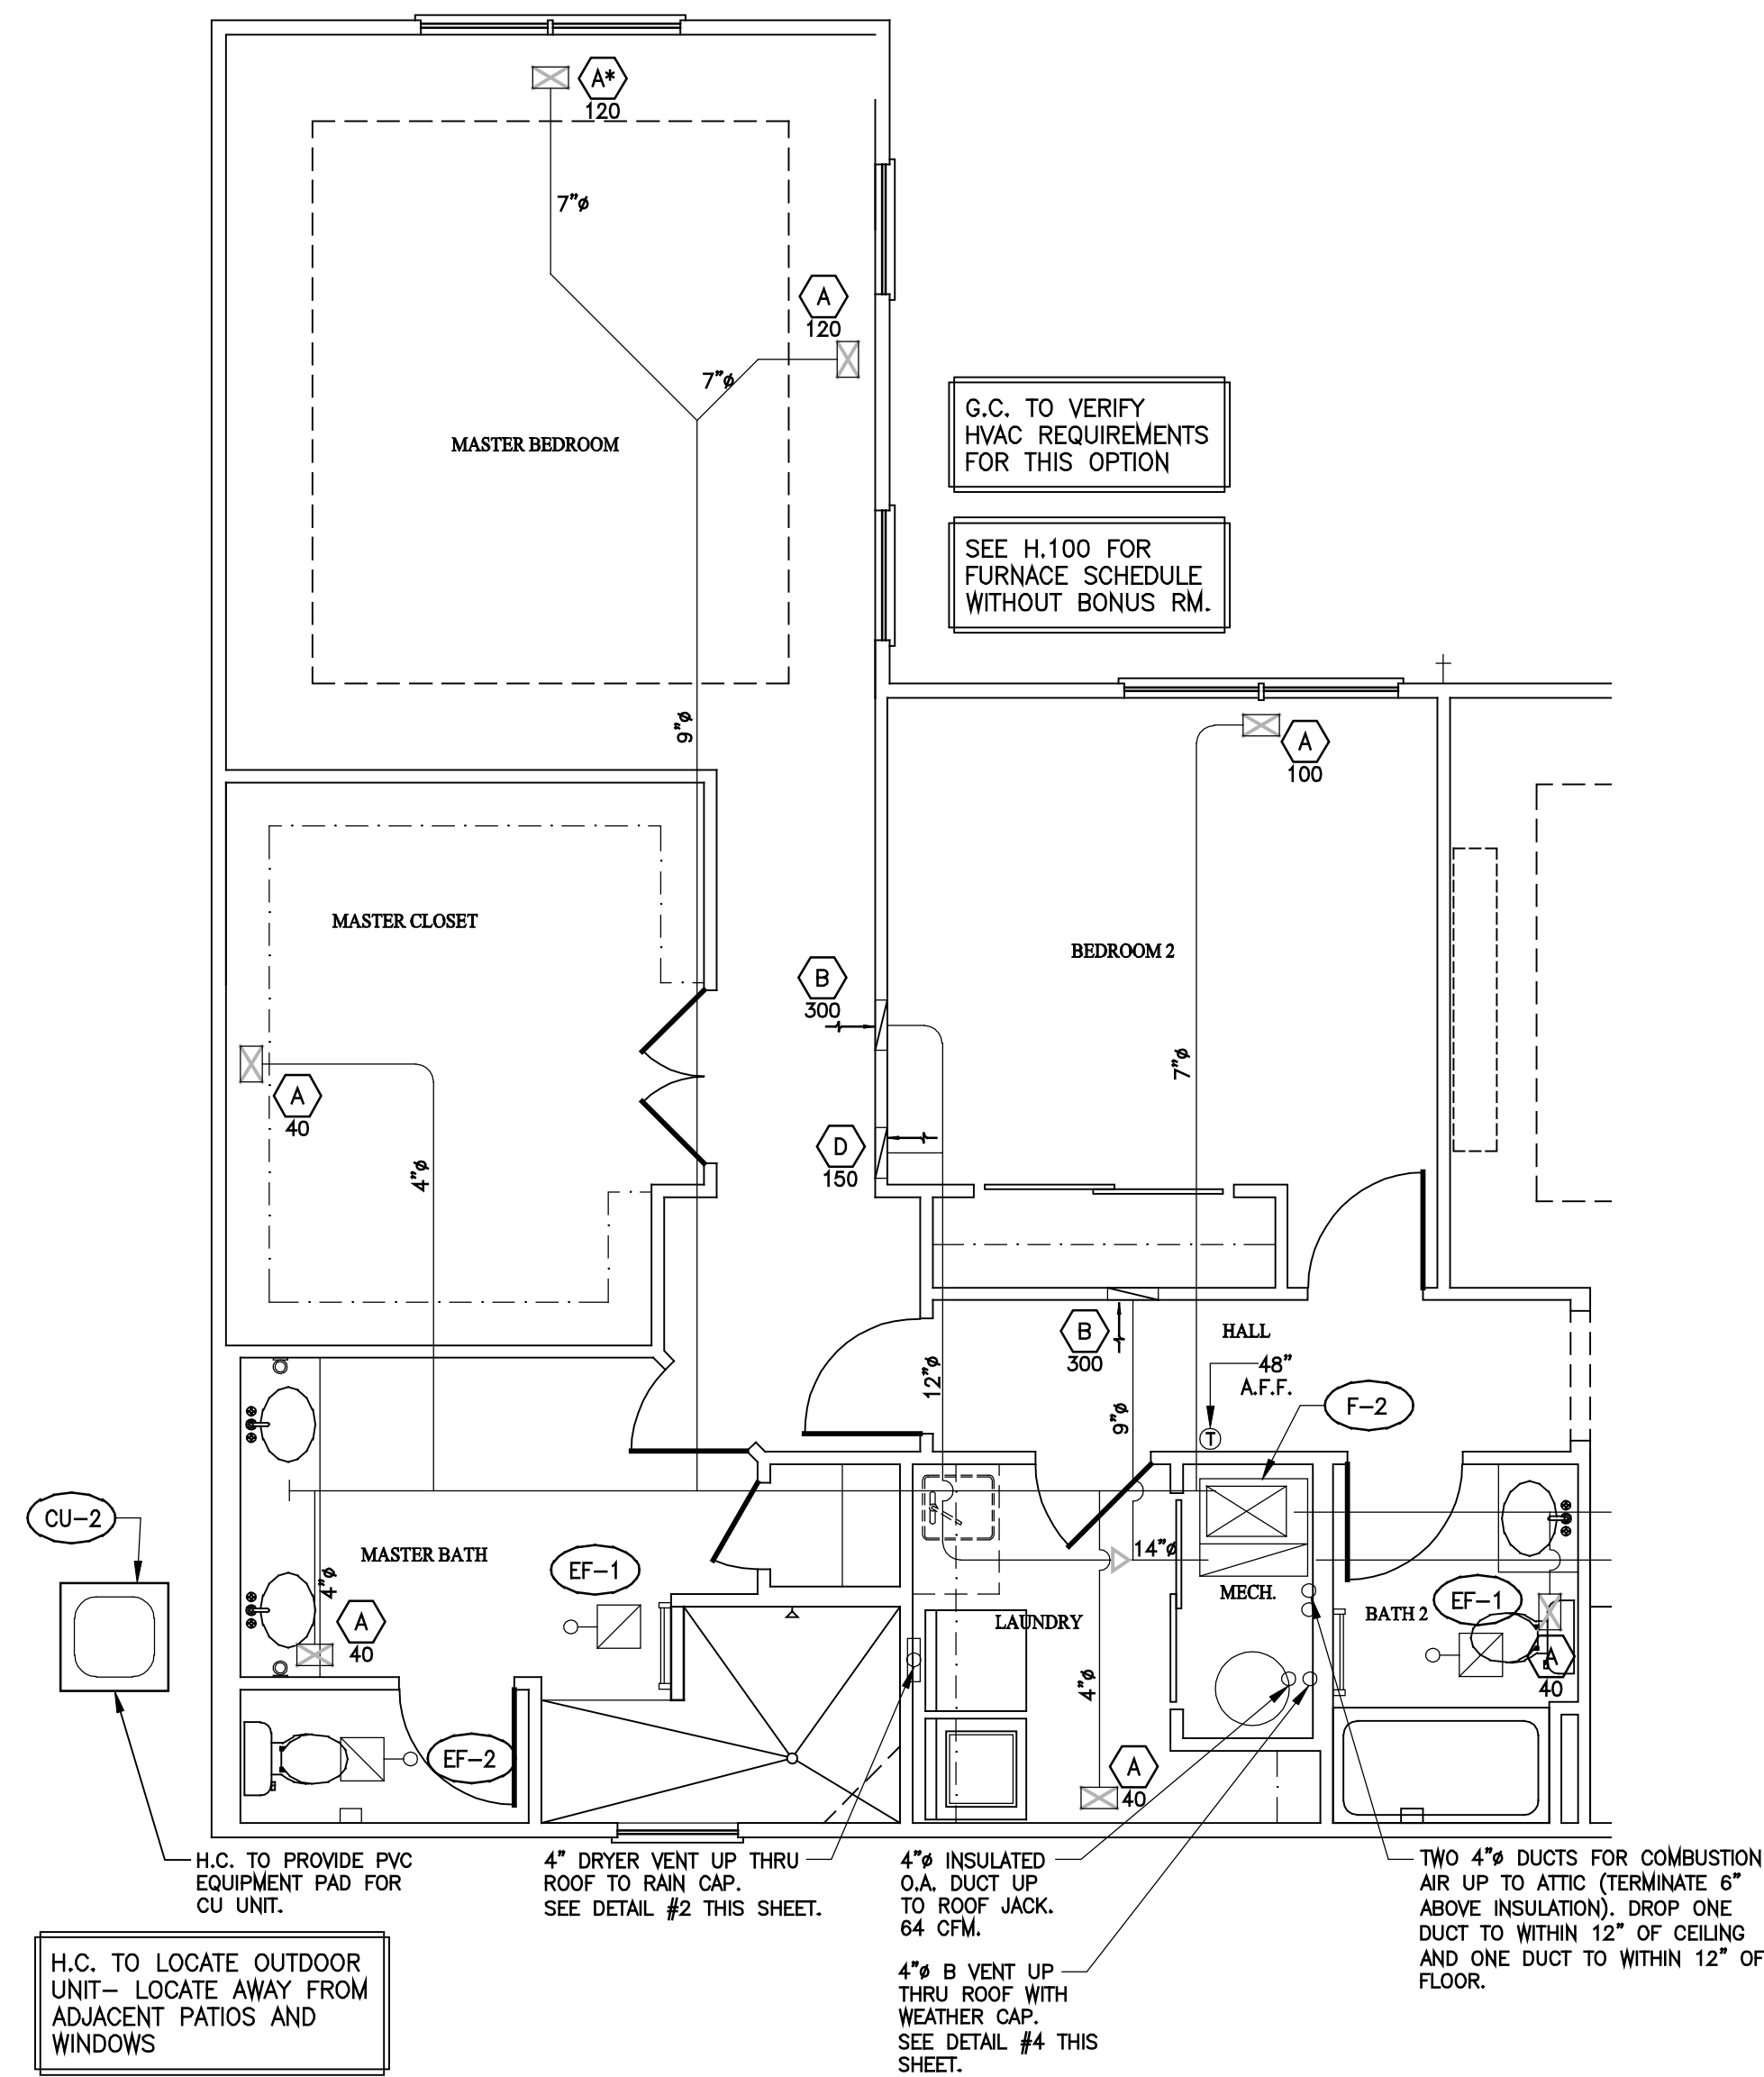 A*
120
7"ø
A
120
7"ø
MASTER BEDROOM
G.C. TO VERIFY
HVAC REQUIREMENTS
FOR THIS OPTION
SEE H.100 FOR
FURNACE SCHEDULE
WITHOUT BONUS RM.
9"ø
A
100
MASTER CLOSET
BEDROOM 2
B
300
7"ø
A
40
D
150
4"ø
B
300
HALL
48"
A.F.F.
12"ø
9"ø
F-2
T
CU-2
MASTER BATH
EF-1
14"ø
4"ø
MECH.
EF-1
A
40
LAUNDRY
BATH 2
A
40
4"ø
EF-2
A
40
H.C. TO PROVIDE PVC
EQUIPMENT PAD FOR
CU UNIT.
4" DRYER VENT UP THRU
ROOF TO RAIN CAP.
SEE DETAIL #2 THIS SHEET.
4"ø INSULATED
O.A. DUCT UP
TO ROOF JACK.
64 CFM.
TWO 4"ø DUCTS FOR COMBUSTION
AIR UP TO ATTIC (TERMINATE 6"
ABOVE INSULATION). DROP ONE
DUCT TO WITHIN 12" OF CEILING
AND ONE DUCT TO WITHIN 12" OF
FLOOR.
H.C. TO LOCATE OUTDOOR
UNIT- LOCATE AWAY FROM
ADJACENT PATIOS AND
WINDOWS
4"ø B VENT UP
THRU ROOF WITH
WEATHER CAP.
SEE DETAIL #4 THIS
SHEET.